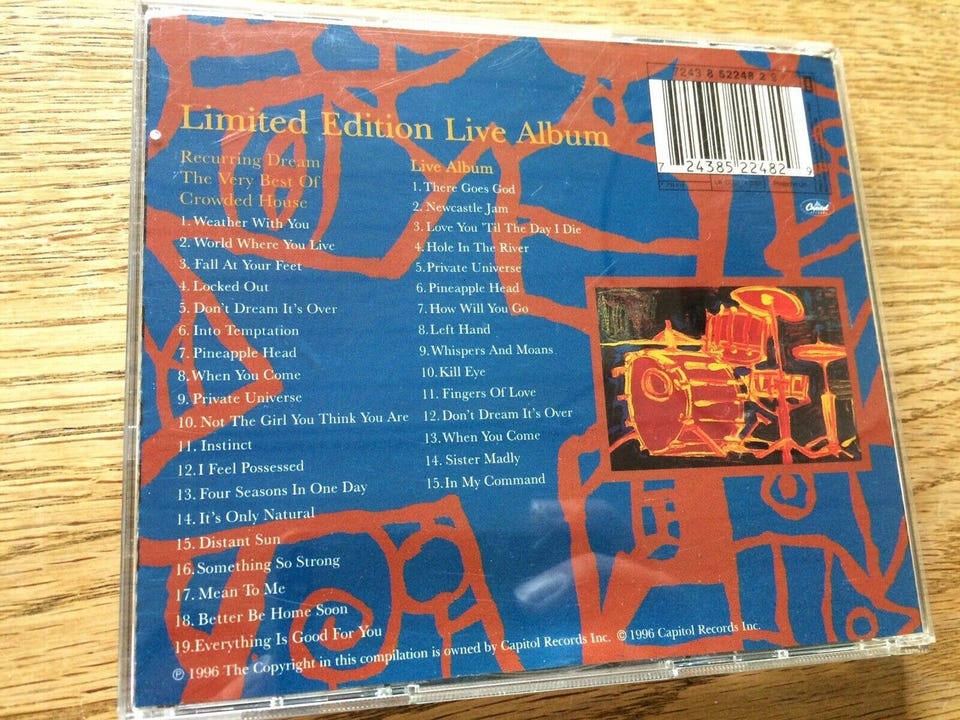 7243 8 52248 2 9
7 24385 22482 9
Capitol
Limited Edition Live Album
Recurring Dream
The Very Best Of
Crowded House
1. Weather With You
2. World Where You Live
3. Fall At Your Feet
4. Locked Out
5. Don't Dream It's Over
6. Into Temptation
7. Pineapple Head
8. When You Come
9. Private Universe
10. Not The Girl You Think You Are
11. Instinct
12. I Feel Possessed
13. Four Seasons In One Day
14. It's Only Natural
15. Distant Sun
16. Something So Strong
17. Mean To Me
18. Better Be Home Soon
19. Everything Is Good For You
Live Album
1. There Goes God
2. Newcastle Jam
3. Love You 'Til The Day I Die
4. Hole In The River
5. Private Universe
6. Pineapple Head
7. How Will You Go
8. Left Hand
9. Whispers And Moans
10. Kill Eye
11. Fingers Of Love
12. Don't Dream It's Over
13. When You Come
14. Sister Madly
15. In My Command
℗ 1996 The Copyright in this compilation is owned by Capitol Records Inc. © 1996 Capitol Records Inc.